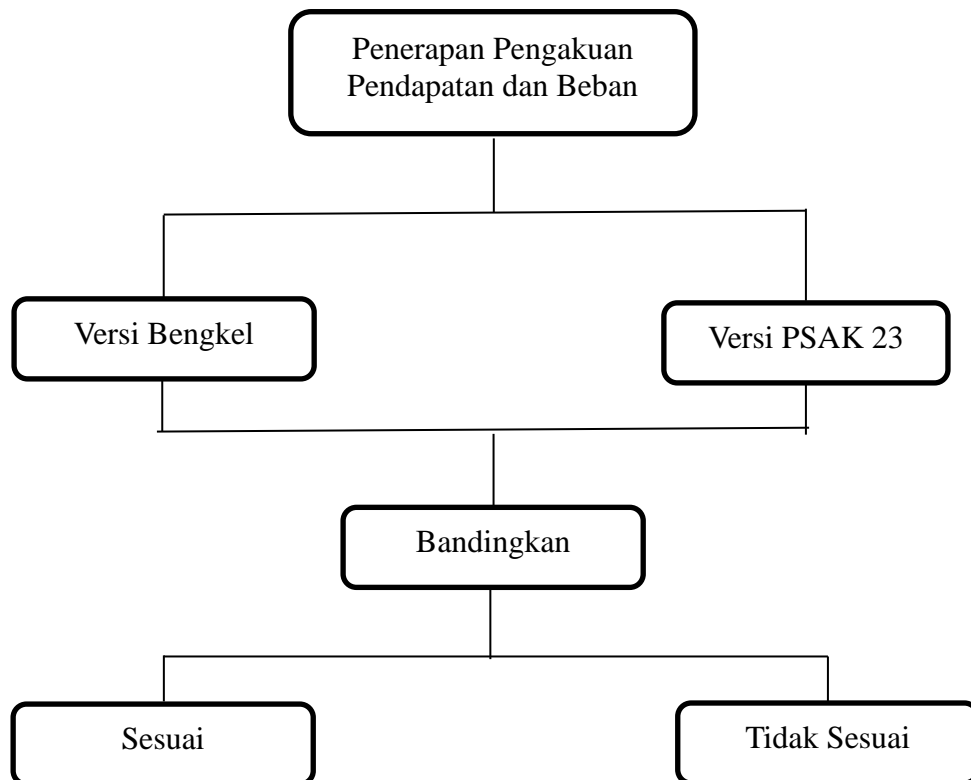 Penerapan Pengakuan
Pendapatan dan Beban
Versi Bengkel
Versi PSAK 23
Bandingkan
Sesuai
Tidak Sesuai